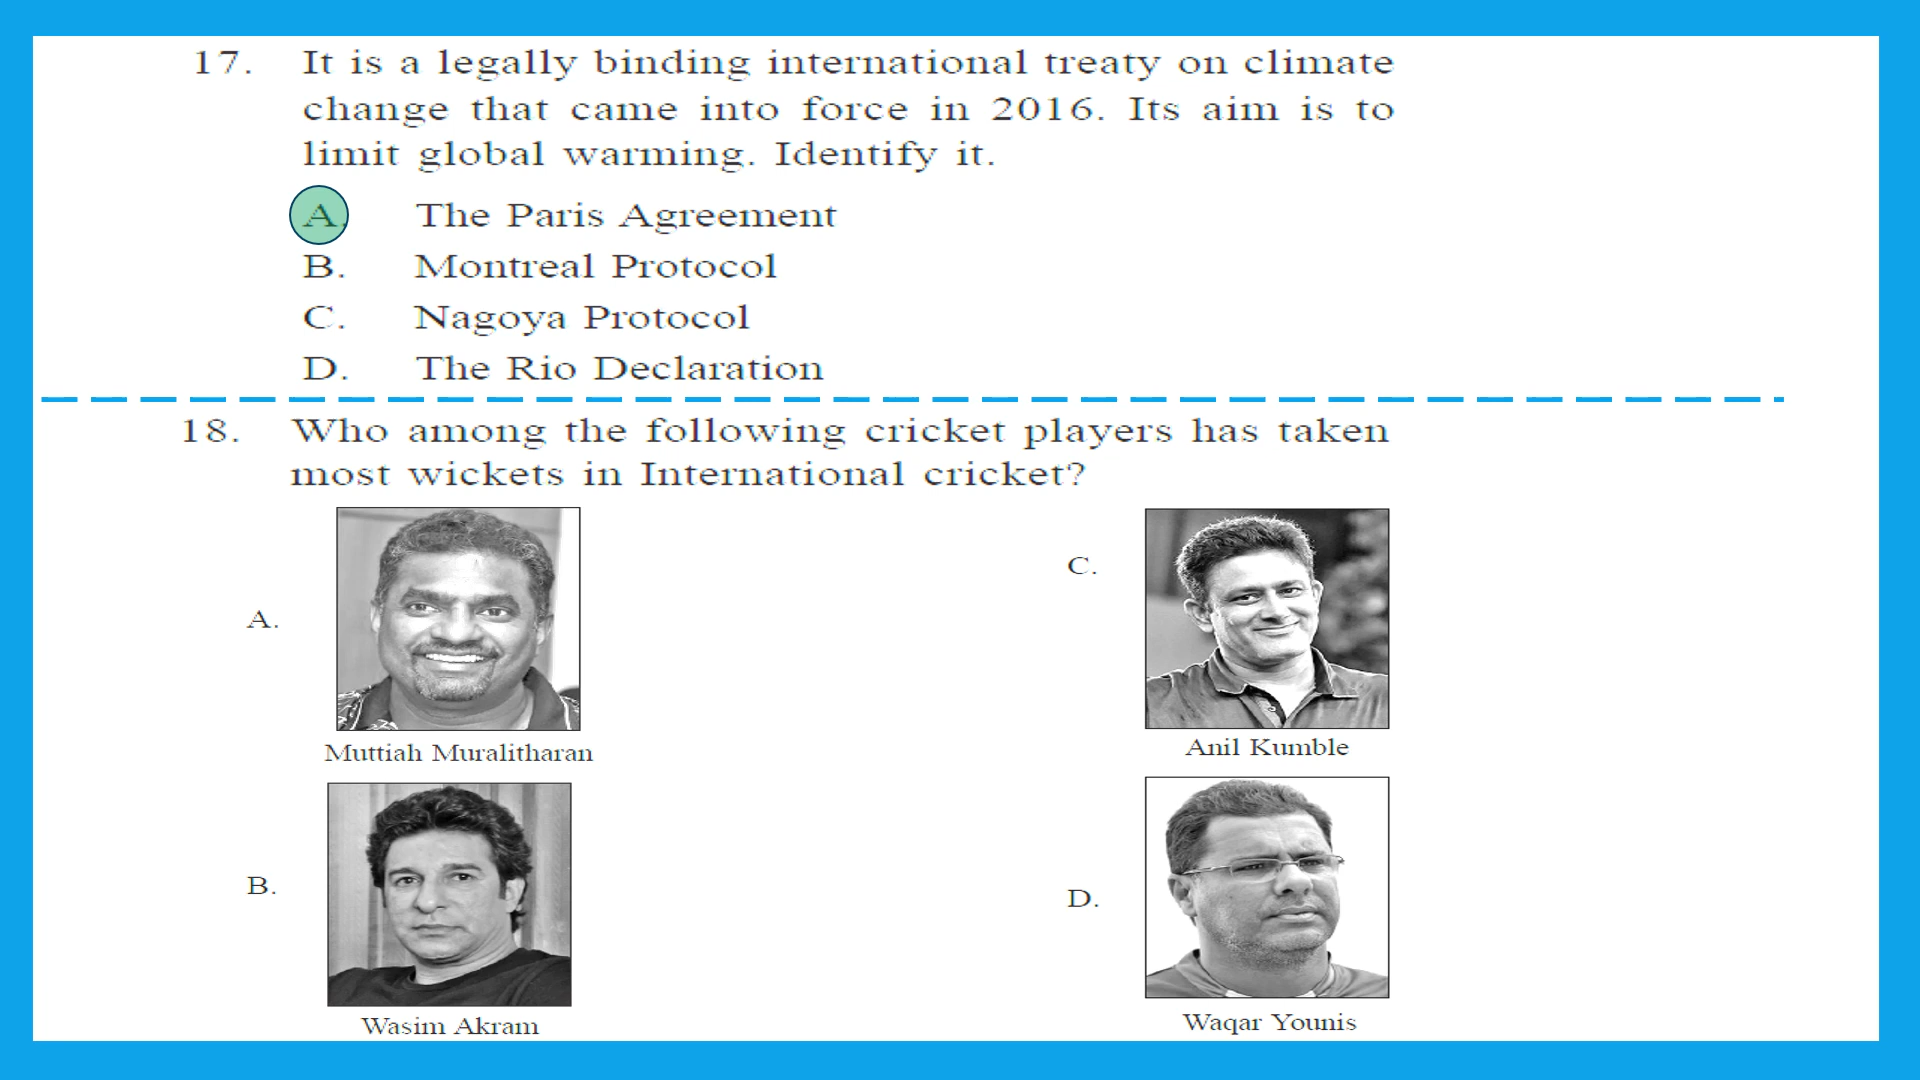 17. It is a legally binding international treaty on climate
change that came into force in 2016. Its aim is to
limit global warming. Identify it.
A. The Paris Agreement
B. Montreal Protocol
C. Nagoya Protocol
D. The Rio Declaration
18. Who among the following cricket players has taken
most wickets in International cricket?
A.
Muttiah Muralitharan
B.
Wasim Akram
C.
Anil Kumble
D.
Waqar Younis